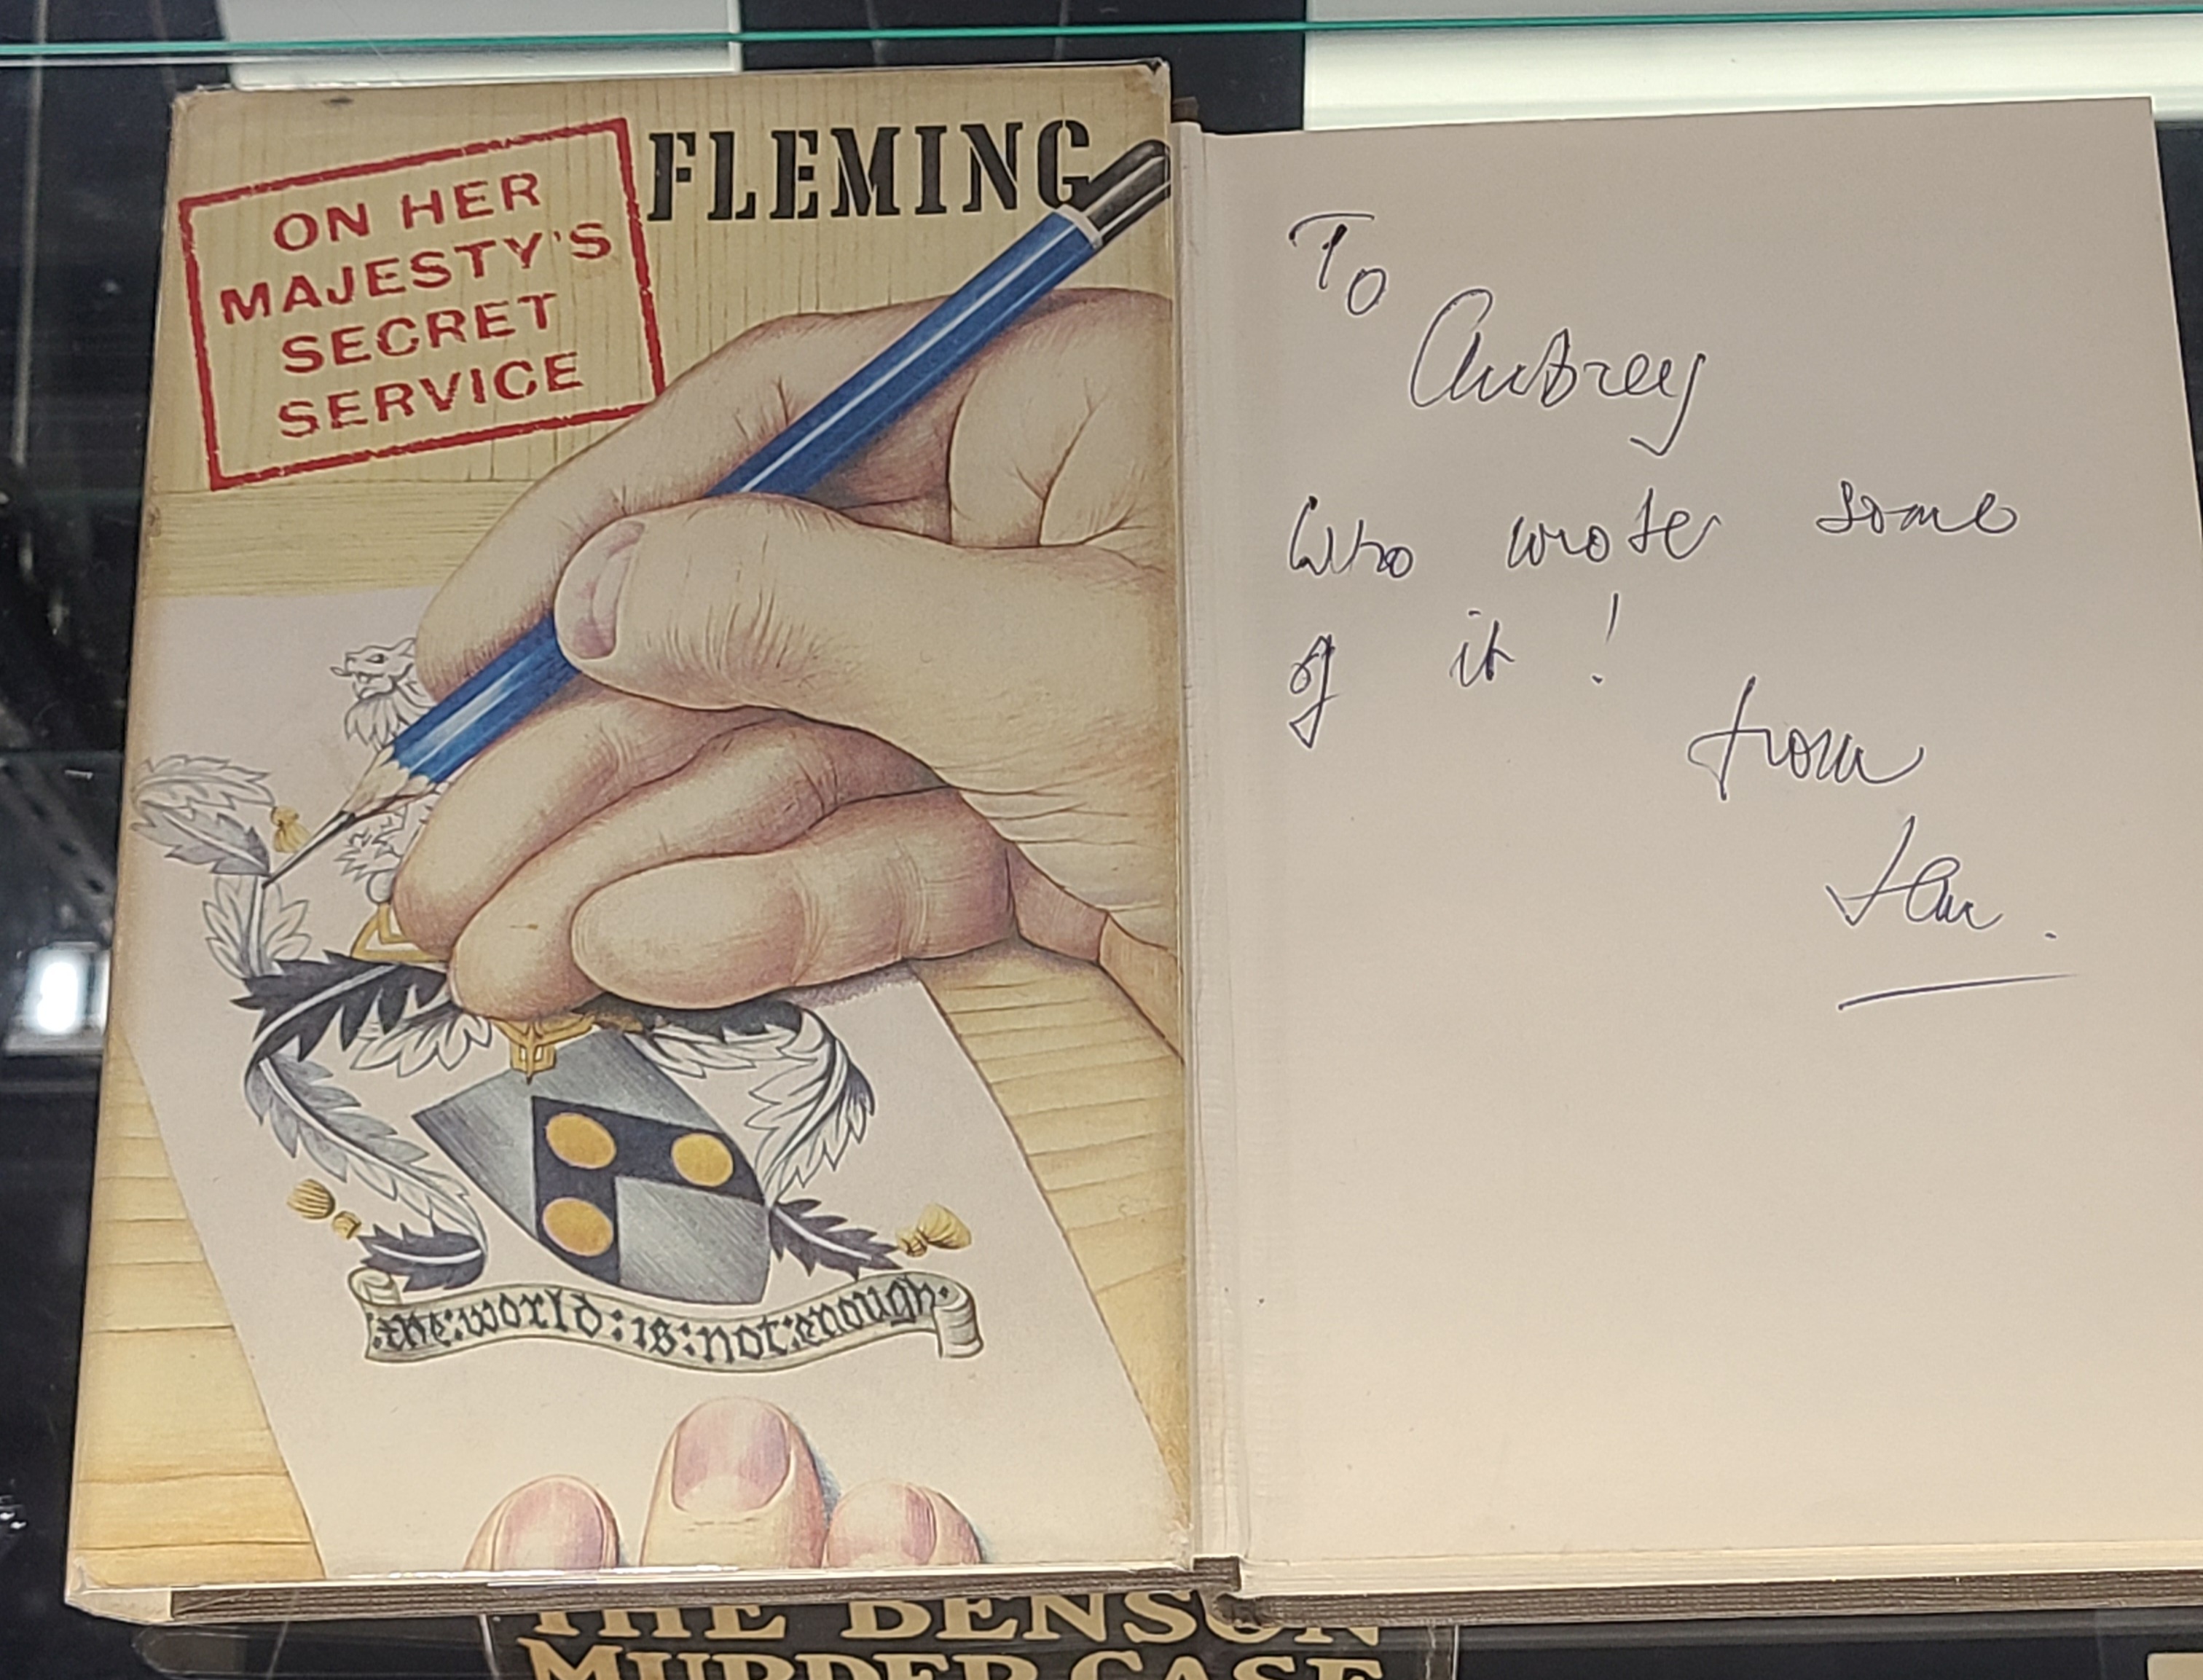 ON HER
MAJESTY'S
SECRET
SERVICE
FLEMING
the:world:is:not:enough
To
Aubrey
who wrote some
of it!
from
Ian.
THE BENSON
MURDER CASE